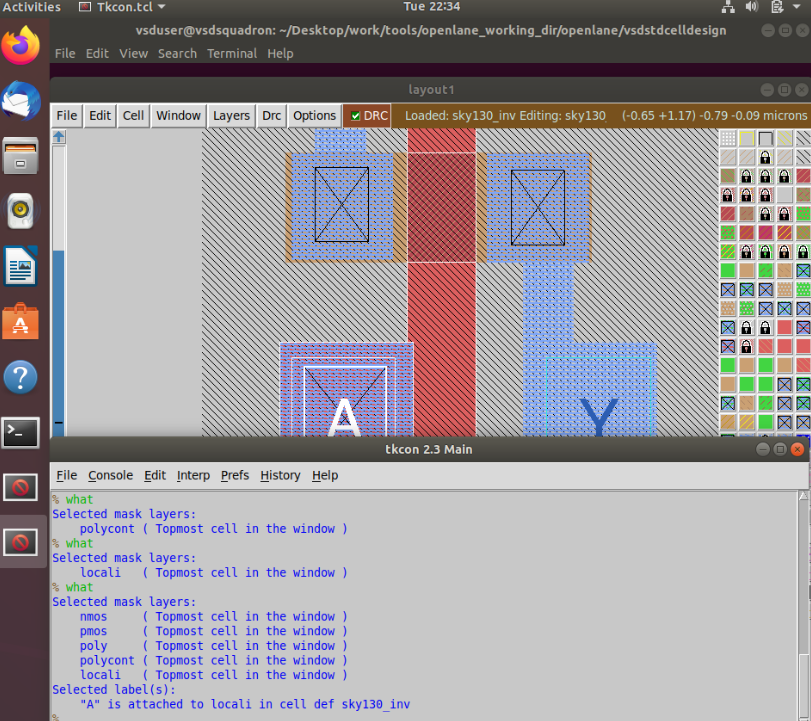 Activities Tkcon.tcl Tue 22:34
vsduser@vsdsquadron: ~/Desktop/work/tools/openlane_working_dir/openlane/vsdstdcelldesign
File Edit View Search Terminal Help
layout1
File Edit Cell Window Layers Drc Options DRC Loaded: sky130_inv Editing: sky130 (-0.65 +1.17) -0.79 -0.09 microns
A Y
tkcon 2.3 Main
File Console Edit Interp Prefs History Help
% what
Selected mask layers:
polycont ( Topmost cell in the window )
% what
Selected mask layers:
locali ( Topmost cell in the window )
% what
Selected mask layers:
nmos ( Topmost cell in the window )
pmos ( Topmost cell in the window )
poly ( Topmost cell in the window )
polycont ( Topmost cell in the window )
locali ( Topmost cell in the window )
Selected label(s):
"A" is attached to locali in cell def sky130_inv
%